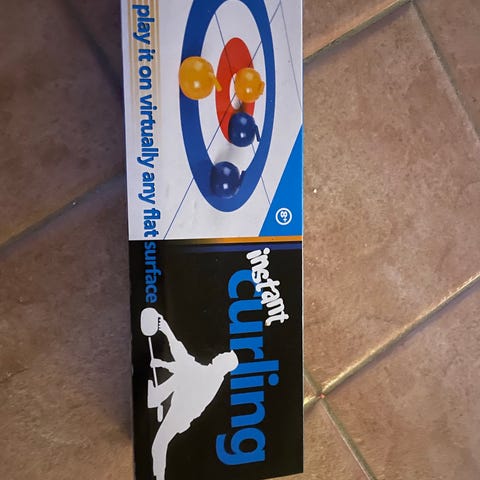 instant
curling
play it on virtually any flat surface
8+